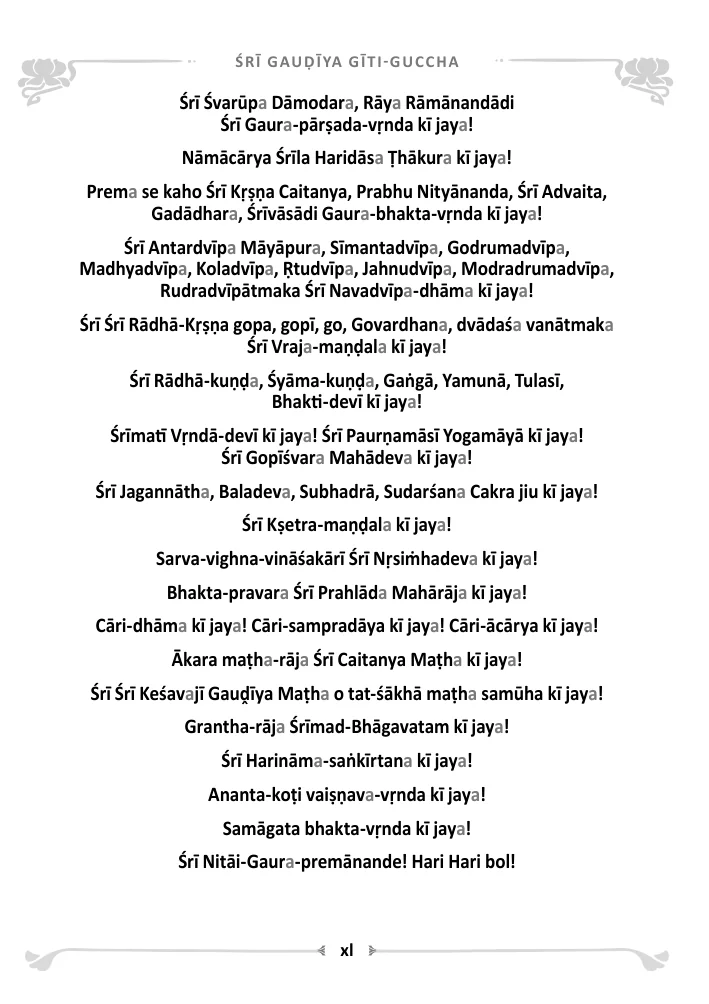 ŚRĪ GAUḌĪYA GĪTI-GUCCHA
Śrī Śvarūpa Dāmodara, Rāya Rāmānandādi
Śrī Gaura-pārṣada-vṛnda kī jaya!
Nāmācārya Śrīla Haridāsa Ṭhākura kī jaya!
Prema se kaho Śrī Kṛṣṇa Caitanya, Prabhu Nityānanda, Śrī Advaita,
Gadādhara, Śrīvāsādi Gaura-bhakta-vṛnda kī jaya!
Śrī Antardvīpa Māyāpura, Sīmantadvīpa, Godrumadvīpa,
Madhyadvīpa, Koladvīpa, Ṛtudvīpa, Jahnudvīpa, Modradrumadvīpa,
Rudradvīpātmaka Śrī Navadvīpa-dhāma kī jaya!
Śrī Śrī Rādhā-Kṛṣṇa gopa, gopī, go, Govardhana, dvādaśa vanātmaka
Śrī Vraja-maṇḍala kī jaya!
Śrī Rādhā-kuṇḍa, Śyāma-kuṇḍa, Gaṅgā, Yamunā, Tulasī,
Bhakti-devī kī jaya!
Śrīmatī Vṛndā-devī kī jaya! Śrī Paurṇamāsī Yogamāyā kī jaya!
Śrī Gopīśvara Mahādeva kī jaya!
Śrī Jagannātha, Baladeva, Subhadrā, Sudarśana Cakra jiu kī jaya!
Śrī Kṣetra-maṇḍala kī jaya!
Sarva-vighna-vināśakārī Śrī Nṛsiṁhadeva kī jaya!
Bhakta-pravara Śrī Prahlāda Mahārāja kī jaya!
Cāri-dhāma kī jaya! Cāri-sampradāya kī jaya! Cāri-ācārya kī jaya!
Ākara maṭha-rāja Śrī Caitanya Maṭha kī jaya!
Śrī Śrī Keśavajī Gauḍīya Maṭha o tat-śākhā maṭha samūha kī jaya!
Grantha-rāja Śrīmad-Bhāgavatam kī jaya!
Śrī Harināma-saṅkīrtana kī jaya!
Ananta-koṭi vaiṣṇava-vṛnda kī jaya!
Samāgata bhakta-vṛnda kī jaya!
Śrī Nitāi-Gaura-premānande! Hari Hari bol!
xl